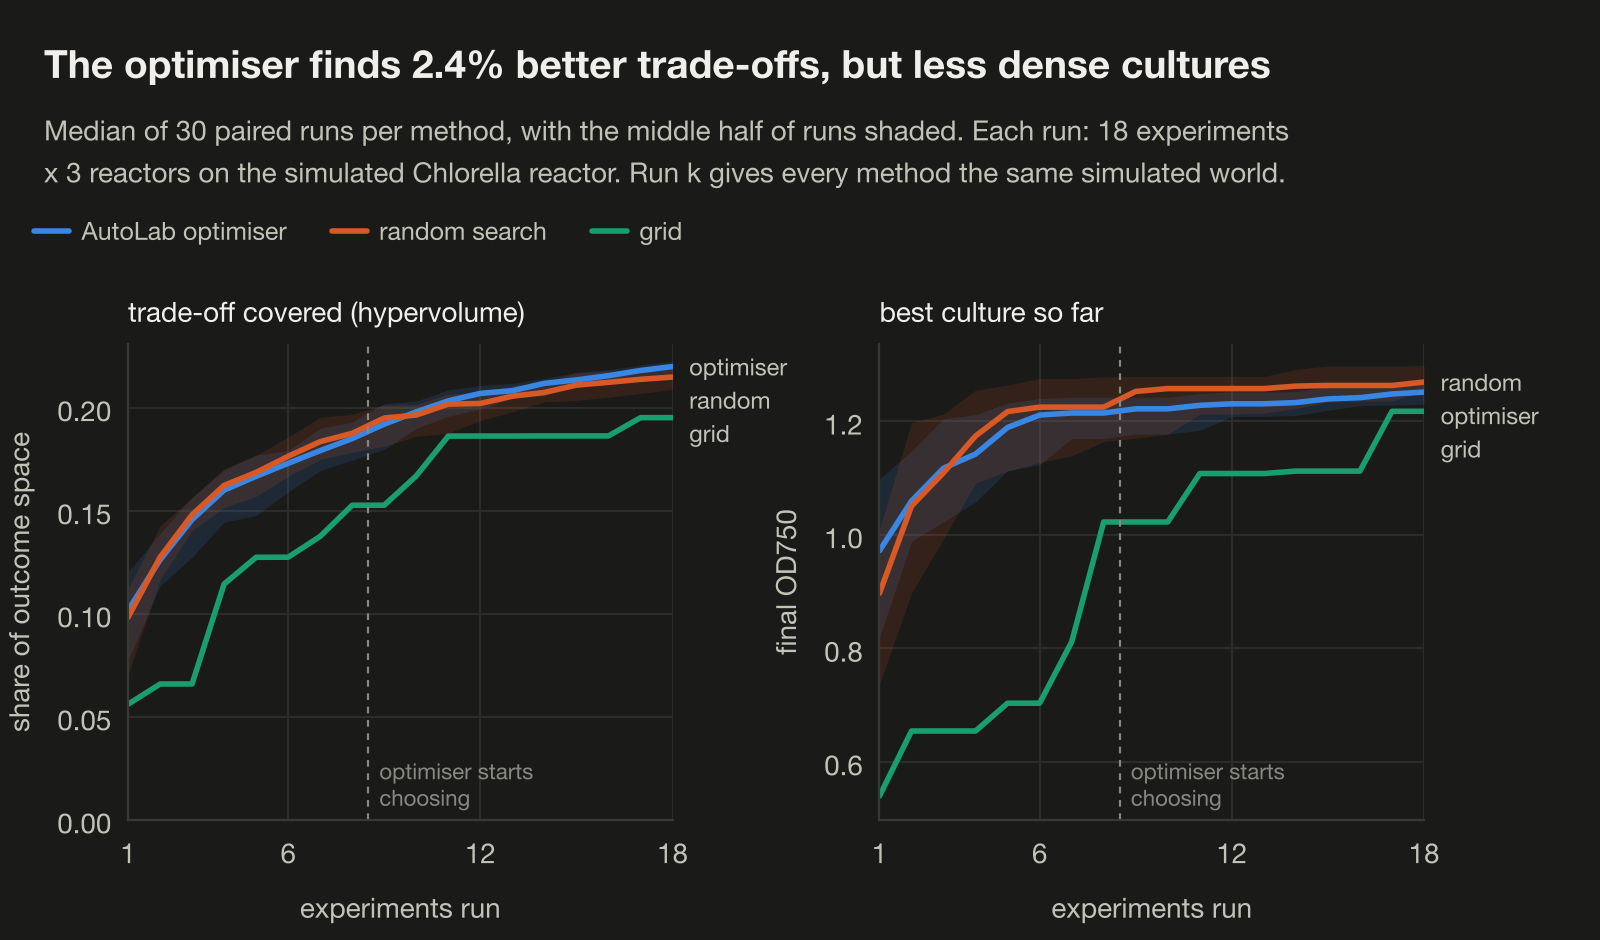 The optimiser finds 2.4% better trade-offs, but less dense cultures
Median of 30 paired runs per method, with the middle half of runs shaded. Each run: 18 experiments
x 3 reactors on the simulated Chlorella reactor. Run k gives every method the same simulated world.
AutoLab optimiser
random search
grid
trade-off covered (hypervolume)
share of outcome space
0.20
0.15
0.10
0.05
0.00
optimiser
random
grid
optimiser starts
choosing
1
6
12
18
experiments run
best culture so far
final OD750
1.2
1.0
0.8
0.6
random
optimiser
grid
optimiser starts
choosing
1
6
12
18
experiments run